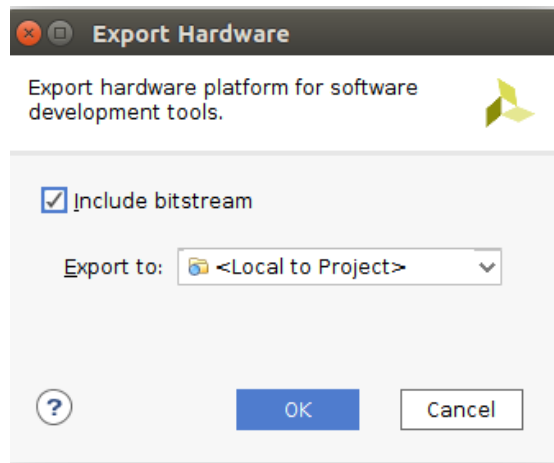 Export Hardware
Export hardware platform for software
development tools.
Include bitstream
Export to: <Local to Project>
?
OK Cancel